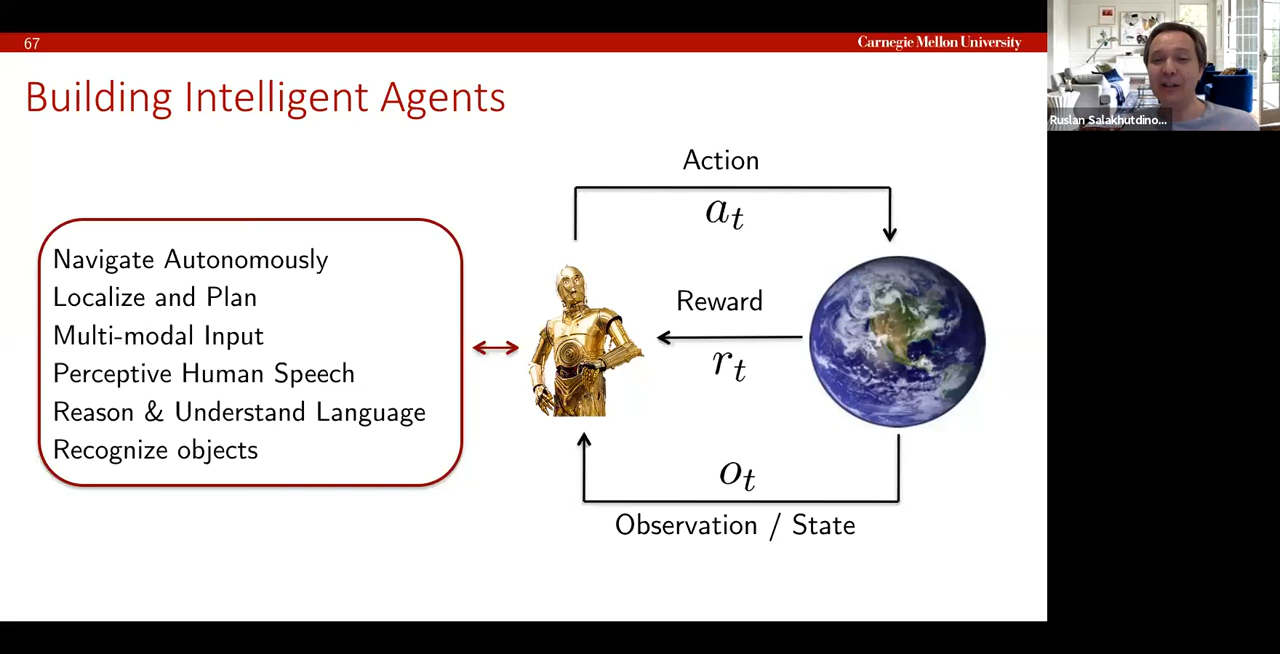 67
Carnegie Mellon University
Building Intelligent Agents
Navigate Autonomously
Localize and Plan
Multi-modal Input
Perceptive Human Speech
Reason & Understand Language
Recognize objects
Action
a_t
Reward
r_t
o_t
Observation / State
Ruslan Salakhutdino...